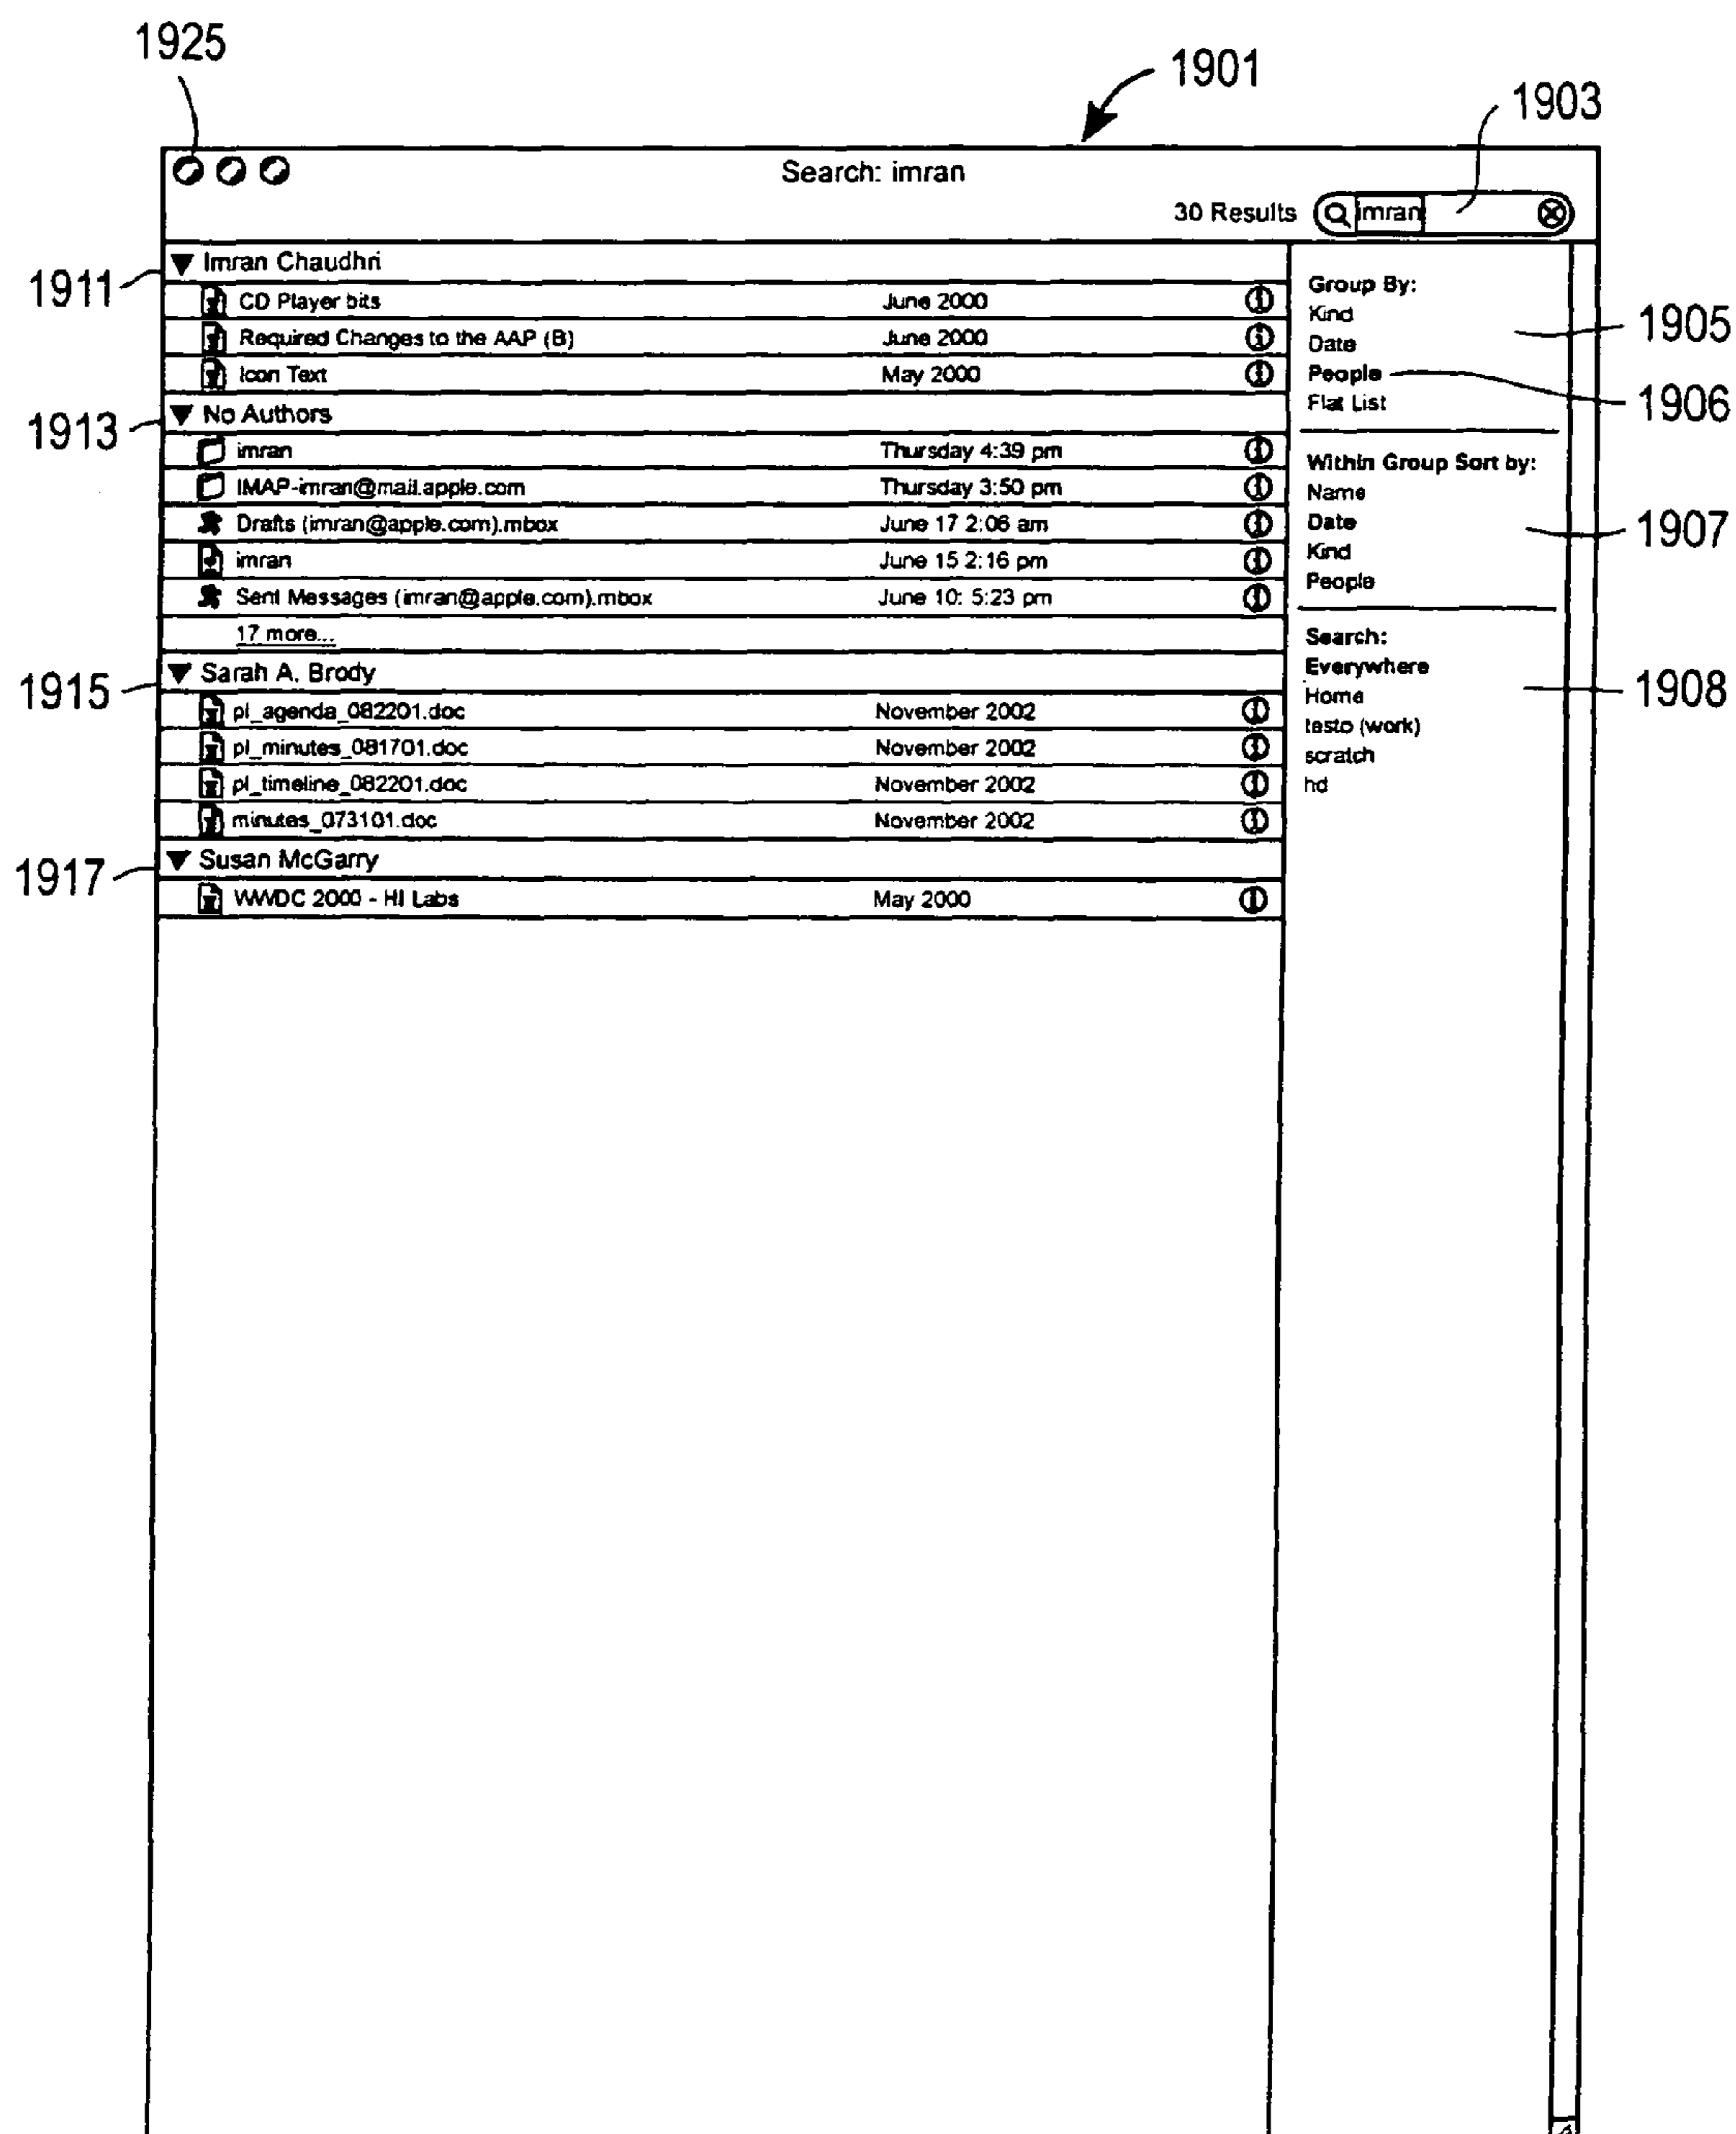 1925
1901
1903
Search: imran
30 Results imran
1911
Imran Chaudhri
CD Player bits June 2000
Required Changes to the AAP (B) June 2000
Icon Text May 2000
1913
No Authors
imran Thursday 4:39 pm
IMAP-imran@mail.apple.com Thursday 3:50 pm
Drafts (imran@apple.com).mbox June 17 2:06 am
imran June 15 2:16 pm
Sent Messages (imran@apple.com).mbox June 10: 5:23 pm
17 more...
1915
Sarah A. Brody
pl_agenda_082201.doc November 2002
pl_minutes_081701.doc November 2002
pl_timeline_082201.doc November 2002
minutes_073101.doc November 2002
1917
Susan McGarry
WWDC 2000 - HI Labs May 2000
Group By:
Kind
Date
People
Flat List
1905
1906
Within Group Sort by:
Name
Date
Kind
People
1907
Search:
Everywhere
Home
testo (work)
scratch
hd
1908